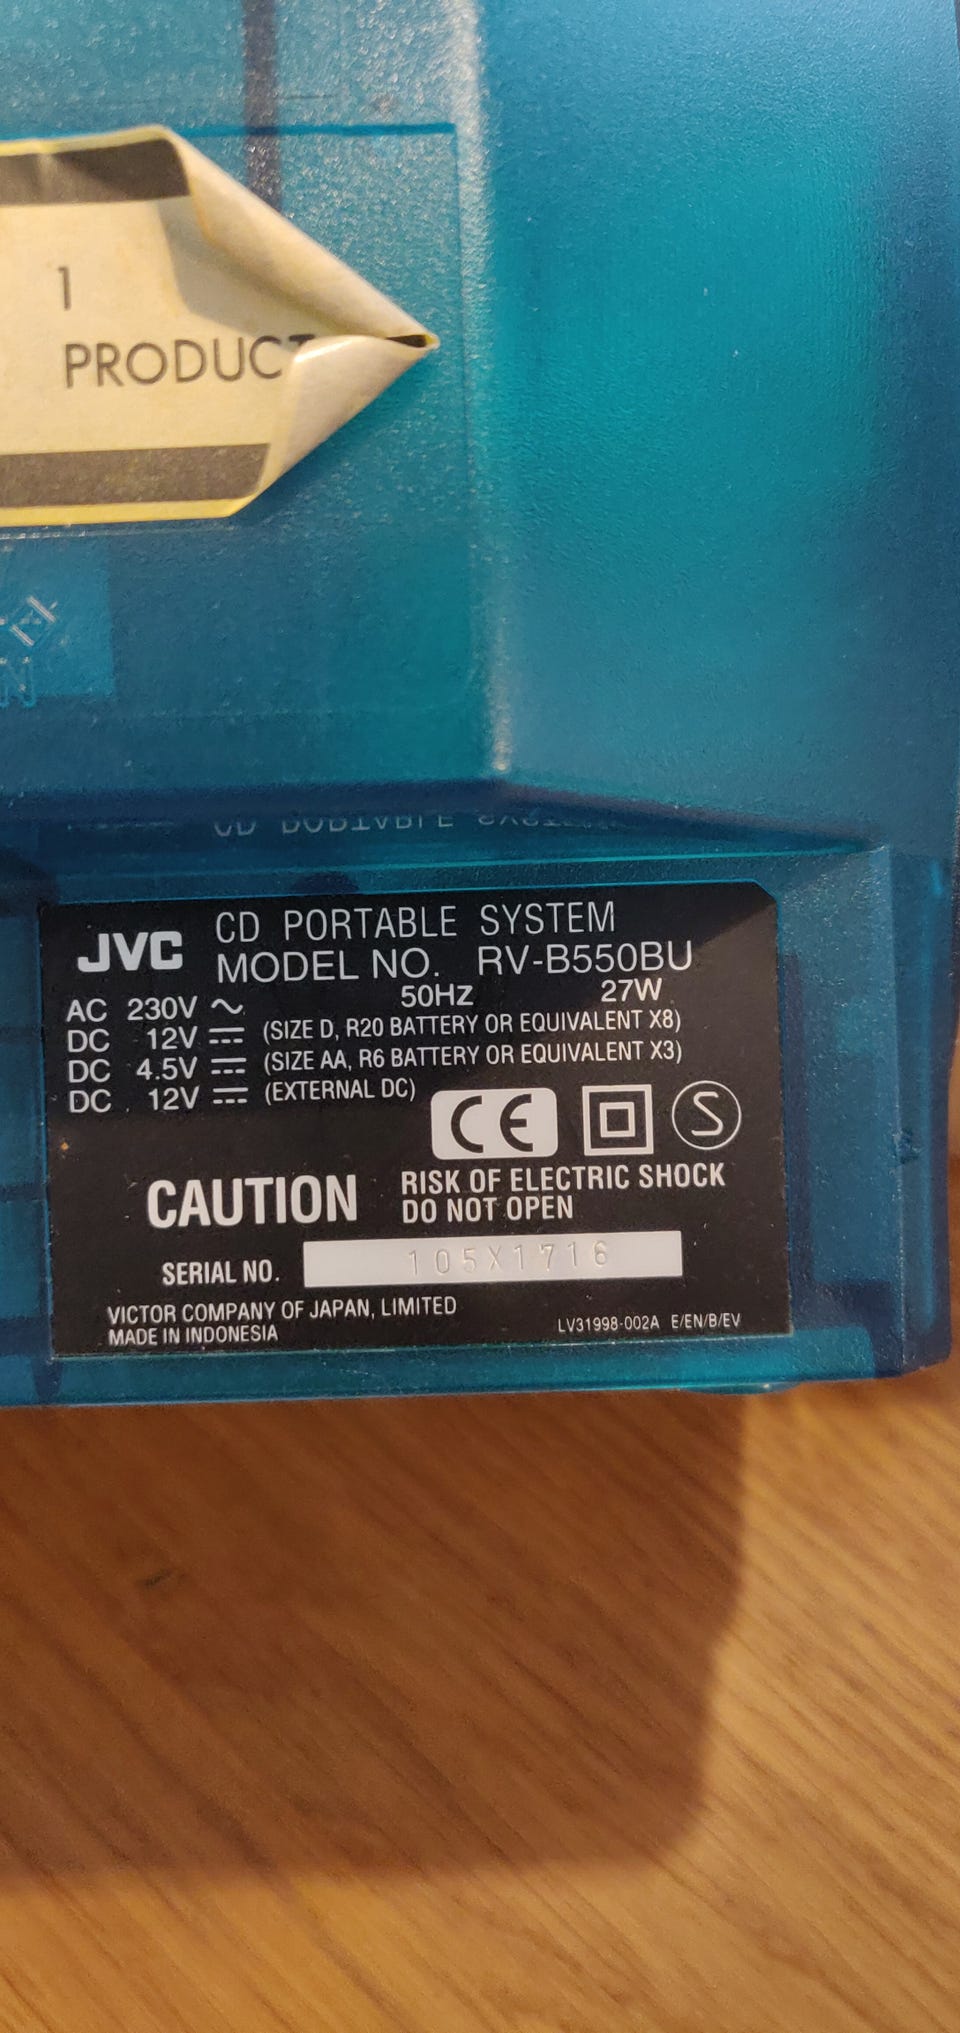 1
PRODUCT
JVC
CD PORTABLE SYSTEM
MODEL NO. RV-B550BU
AC 230V ~ 50Hz 27W
DC 12V ⎓ (SIZE D, R20 BATTERY OR EQUIVALENT X8)
DC 4.5V ⎓ (SIZE AA, R6 BATTERY OR EQUIVALENT X3)
DC 12V ⎓ (EXTERNAL DC)
CE S
CAUTION RISK OF ELECTRIC SHOCK
DO NOT OPEN
SERIAL NO. 105X1716
VICTOR COMPANY OF JAPAN, LIMITED
MADE IN INDONESIA LV31998-002A E/EN/B/EV